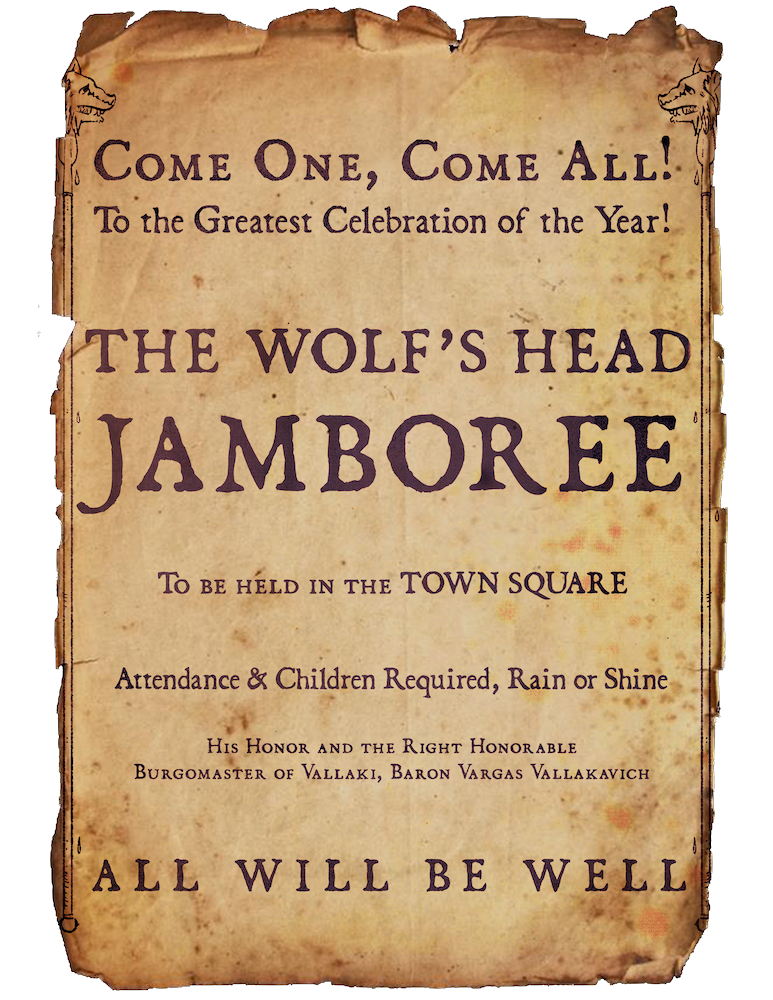 Come One, Come All!
To the Greatest Celebration of the Year!
THE WOLF'S HEAD
JAMBOREE
To be held in the TOWN SQUARE
Attendance & Children Required, Rain or Shine
His Honor and the Right Honorable
Burgomaster of Vallaki, Baron Vargas Vallakavich
ALL WILL BE WELL